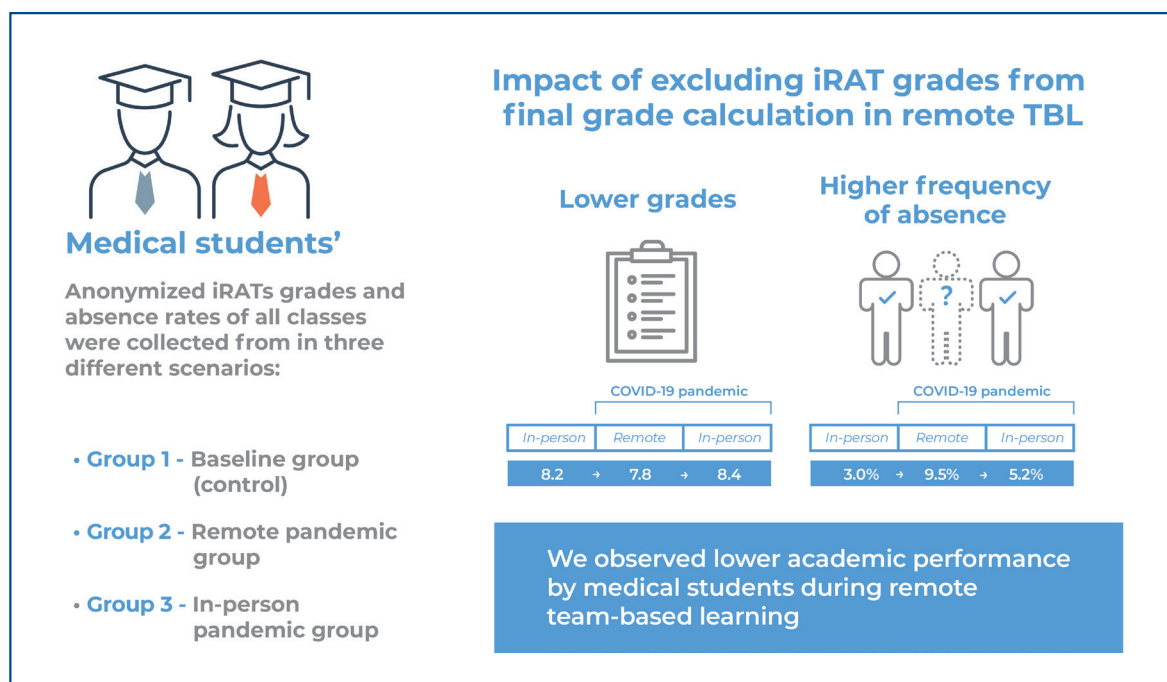 Medical students’
Anonymized iRATs grades and
absence rates of all classes
were collected from in three
different scenarios:
• Group 1 - Baseline group
(control)
• Group 2 - Remote pandemic
group
• Group 3 - In-person
pandemic group
Impact of excluding iRAT grades from
final grade calculation in remote TBL
Lower grades
COVID-19 pandemic
In-person Remote In-person
8.2 → 7.8 → 8.4
Higher frequency
of absence
?
COVID-19 pandemic
In-person Remote In-person
3.0% → 9.5% → 5.2%
We observed lower academic performance
by medical students during remote
team-based learning